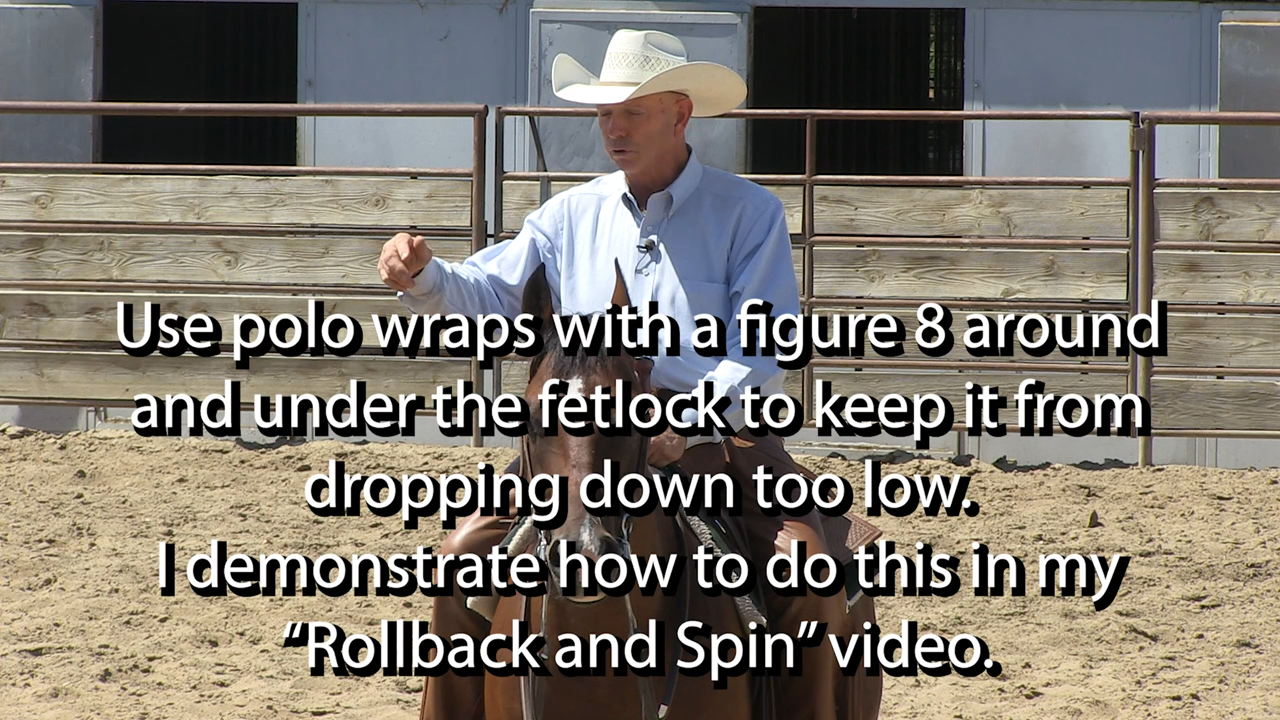 Use polo wraps with a figure 8 around
and under the fetlock to keep it from
dropping down too low.
I demonstrate how to do this in my
“Rollback and Spin” video.